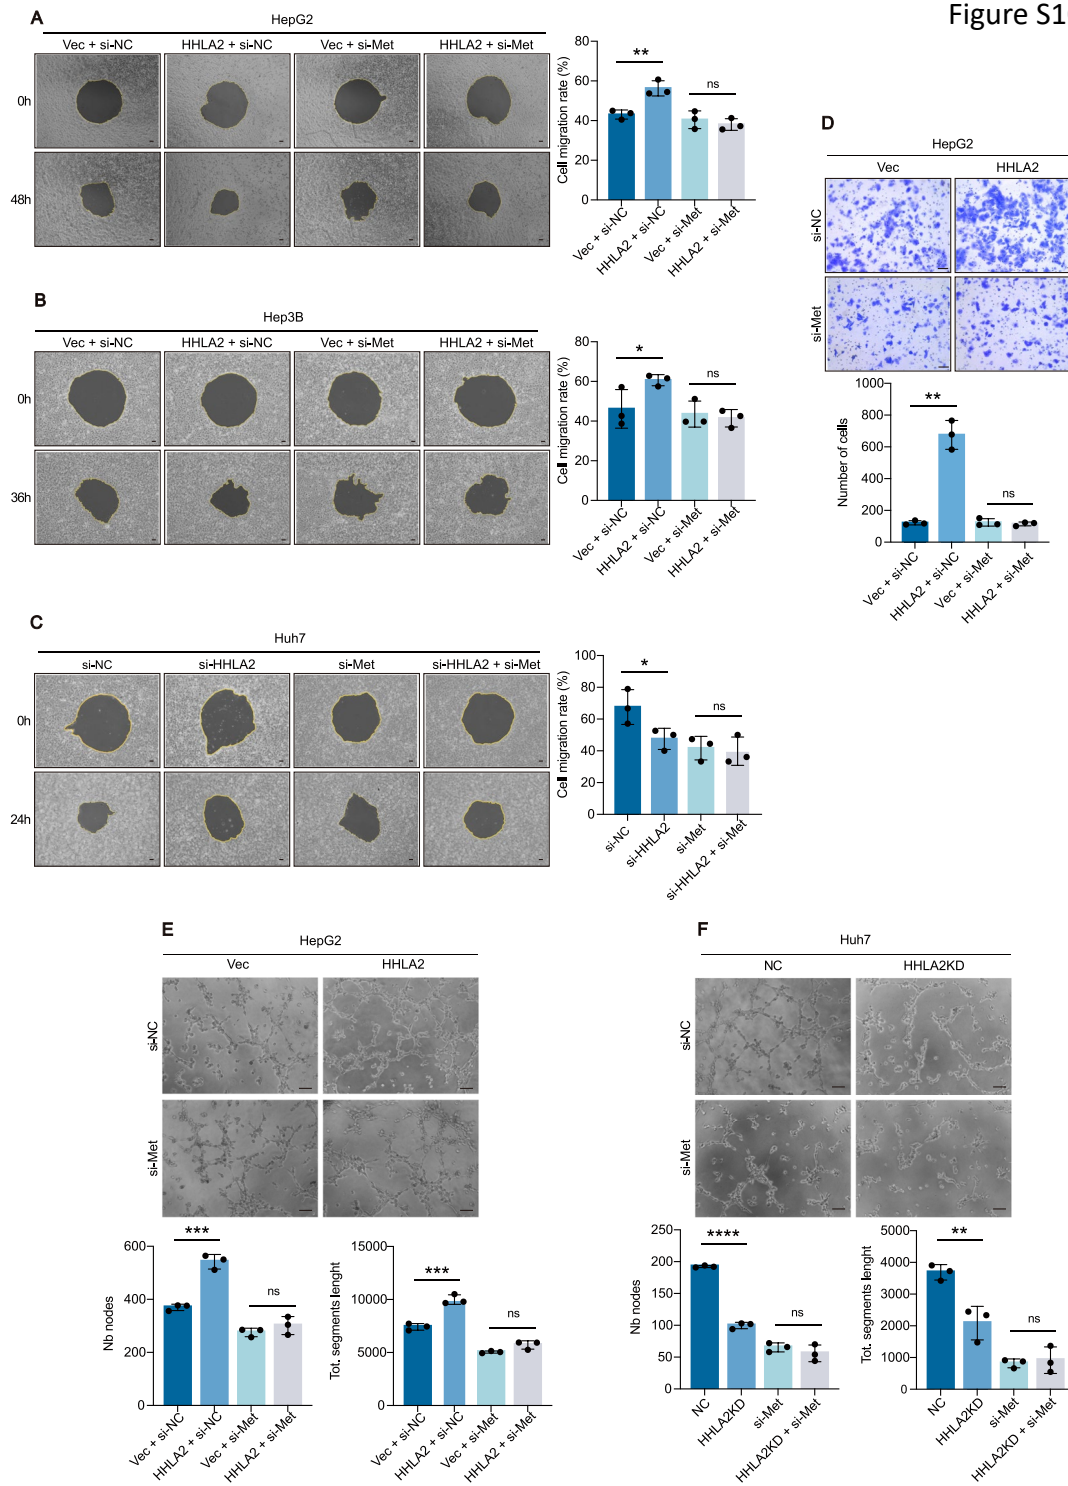 Figure S1
A
HepG2
Vec + si-NC
HHLA2 + si-NC
Vec + si-Met
HHLA2 + si-Met
0h
48h
Cell migration rate (%)
80
60
40
20
0
**
ns
Vec + si-NC
HHLA2 + si-NC
Vec + si-Met
HHLA2 + si-Met
B
Hep3B
Vec + si-NC
HHLA2 + si-NC
Vec + si-Met
HHLA2 + si-Met
0h
36h
Cell migration rate (%)
80
60
40
20
0
*
ns
Vec + si-NC
HHLA2 + si-NC
Vec + si-Met
HHLA2 + si-Met
C
Huh7
si-NC
si-HHLA2
si-Met
si-HHLA2 + si-Met
0h
24h
Cell migration rate (%)
100
80
60
40
20
0
*
ns
si-NC
si-HHLA2
si-Met
si-HHLA2 + si-Met
D
HepG2
Vec
HHLA2
si-NC
si-Met
Number of cells
1000
800
600
400
200
0
**
ns
Vec + si-NC
HHLA2 + si-NC
Vec + si-Met
HHLA2 + si-Met
E
HepG2
Vec
HHLA2
si-NC
si-Met
Nb nodes
600
400
200
0
***
ns
Vec + si-NC
HHLA2 + si-NC
Vec + si-Met
HHLA2 + si-Met
Tot. segments lenght
15000
10000
5000
0
***
ns
Vec + si-NC
HHLA2 + si-NC
Vec + si-Met
HHLA2 + si-Met
F
Huh7
NC
HHLA2KD
si-NC
si-Met
Nb nodes
200
150
100
50
0
****
ns
NC
HHLA2KD
si-Met
HHLA2KD + si-Met
Tot. segments lenght
5000
4000
3000
2000
1000
0
**
ns
NC
HHLA2KD
si-Met
HHLA2KD + si-Met